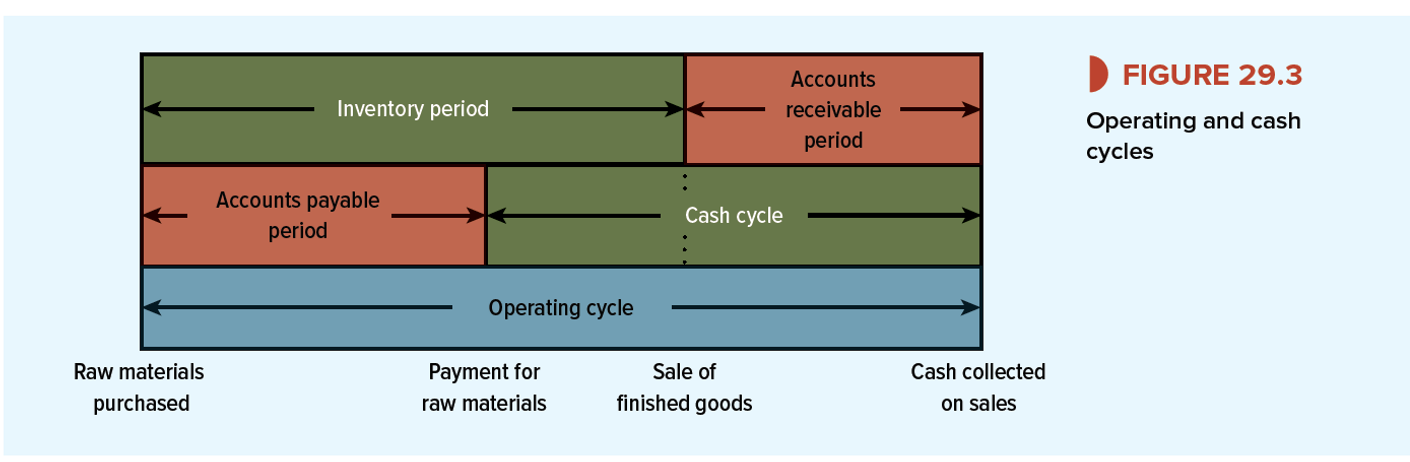 Inventory period
Accounts
receivable
period
Accounts payable
period
Cash cycle
Operating cycle
Raw materials
purchased
Payment for
raw materials
Sale of
finished goods
Cash collected
on sales
FIGURE 29.3
Operating and cash
cycles